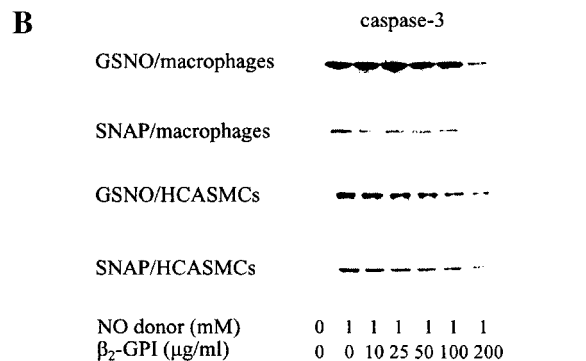 B
caspase-3
GSNO/macrophages
SNAP/macrophages
GSNO/HCASMCs
SNAP/HCASMCs
NO donor (mM) 0 1 1 1 1 1 1
β₂-GPI (μg/ml) 0 0 10 25 50 100 200